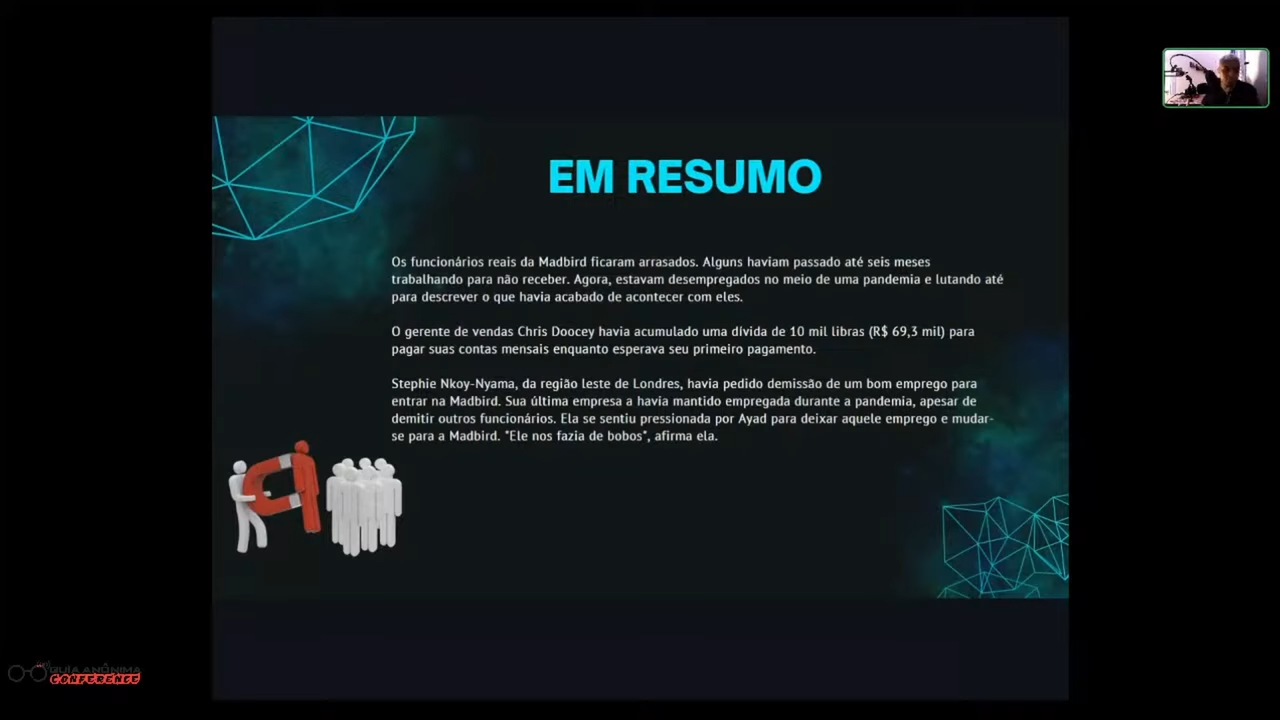 EM RESUMO
Os funcionários reais da Madbird ficaram arrasados. Alguns haviam passado até seis meses
trabalhando para não receber. Agora, estavam desempregados no meio de uma pandemia e lutando até
para descrever o que havia acabado de acontecer com eles.
O gerente de vendas Chris Doocey havia acumulado uma dívida de 10 mil libras (R$ 69,3 mil) para
pagar suas contas mensais enquanto esperava seu primeiro pagamento.
Stephie Nkoy-Nyama, da região leste de Londres, havia pedido demissão de um bom emprego para
entrar na Madbird. Sua última empresa a havia mantido empregada durante a pandemia, apesar de
demitir outros funcionários. Ela se sentiu pressionada por Ayad para deixar aquele emprego e mudar-
se para a Madbird. "Ele nos fazia de bobos", afirma ela.
GUIA ANÔNIMA
CONFERENCE